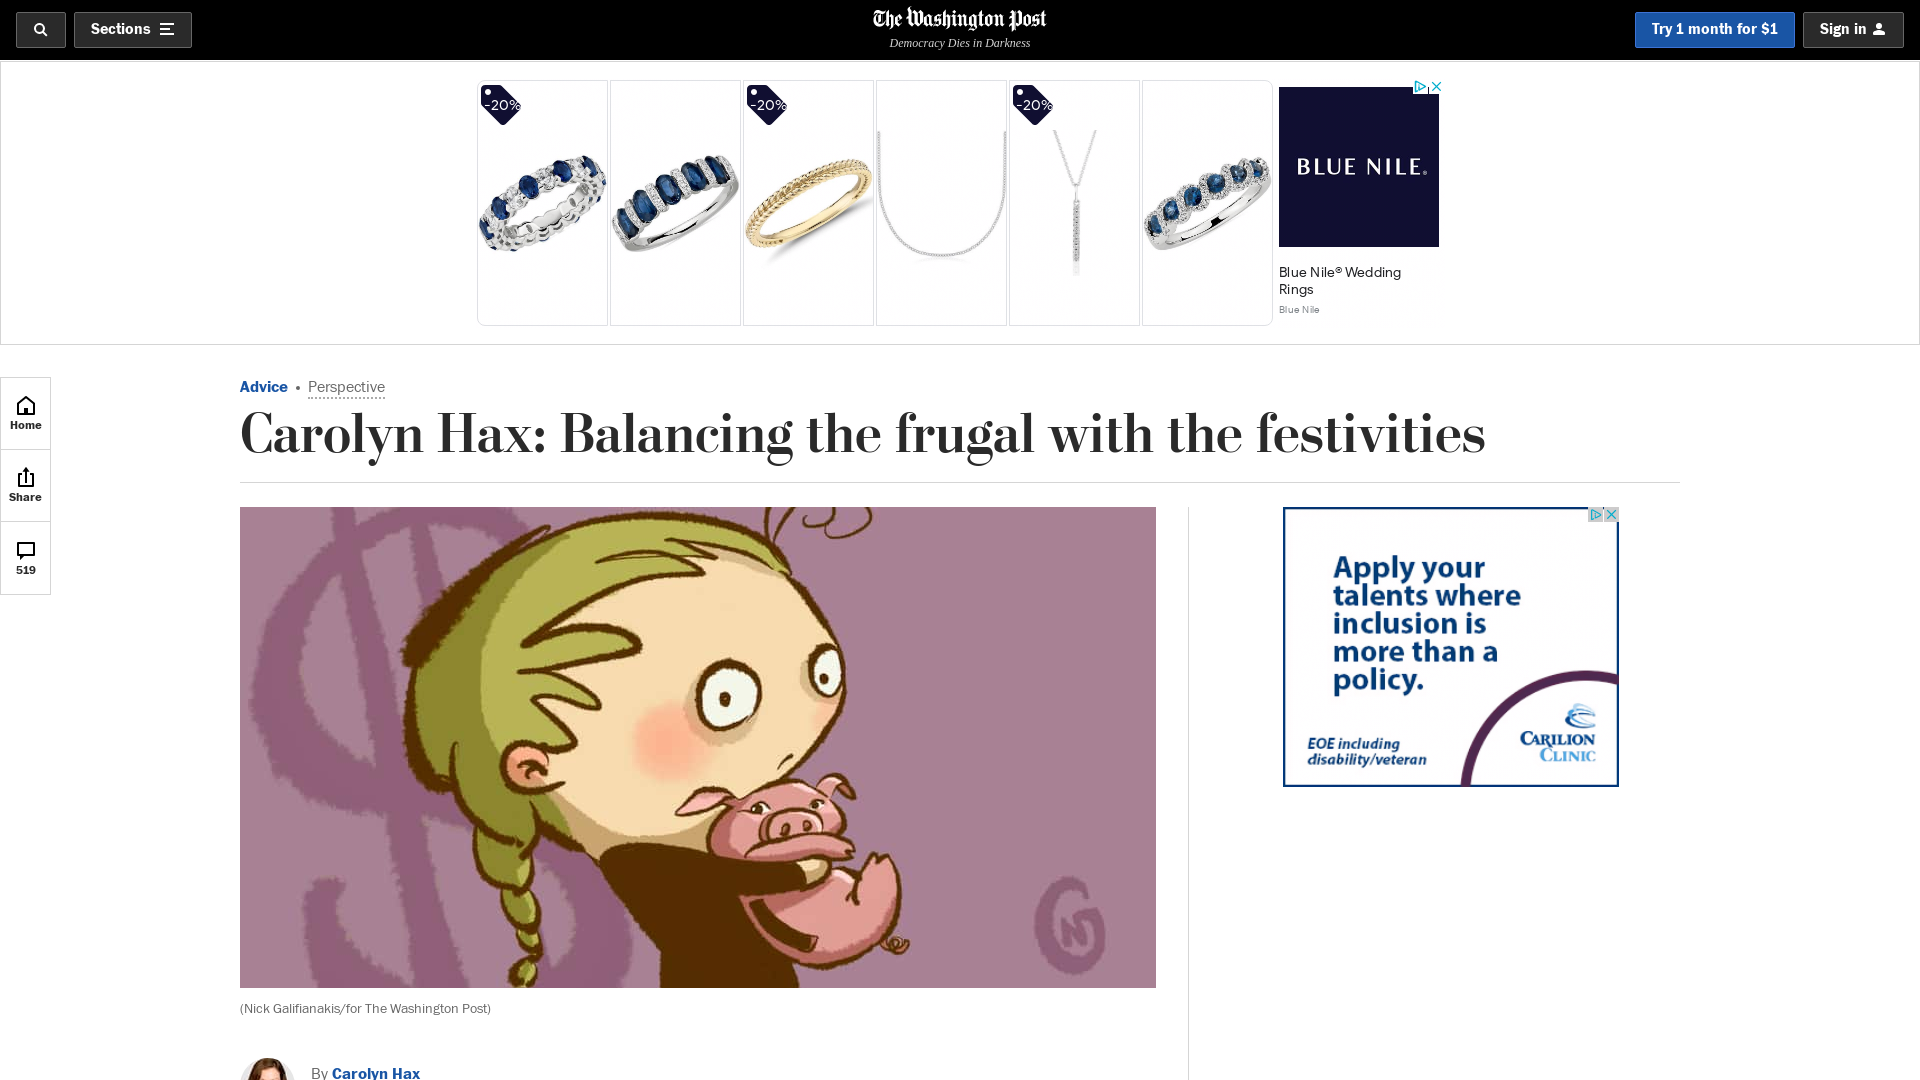 Sections
The Washington Post
Democracy Dies in Darkness
Try 1 month for $1
Sign in
-20%
-20%
-20%
BLUE NILE®
Blue Nile® Wedding
Rings
Blue Nile
Home
Share
519
Advice • Perspective
Carolyn Hax: Balancing the frugal with the festivities
Apply your
talents where
inclusion is
more than a
policy.
EOE including
disability/veteran
CARILION
CLINIC
(Nick Galifianakis/for The Washington Post)
By Carolyn Hax